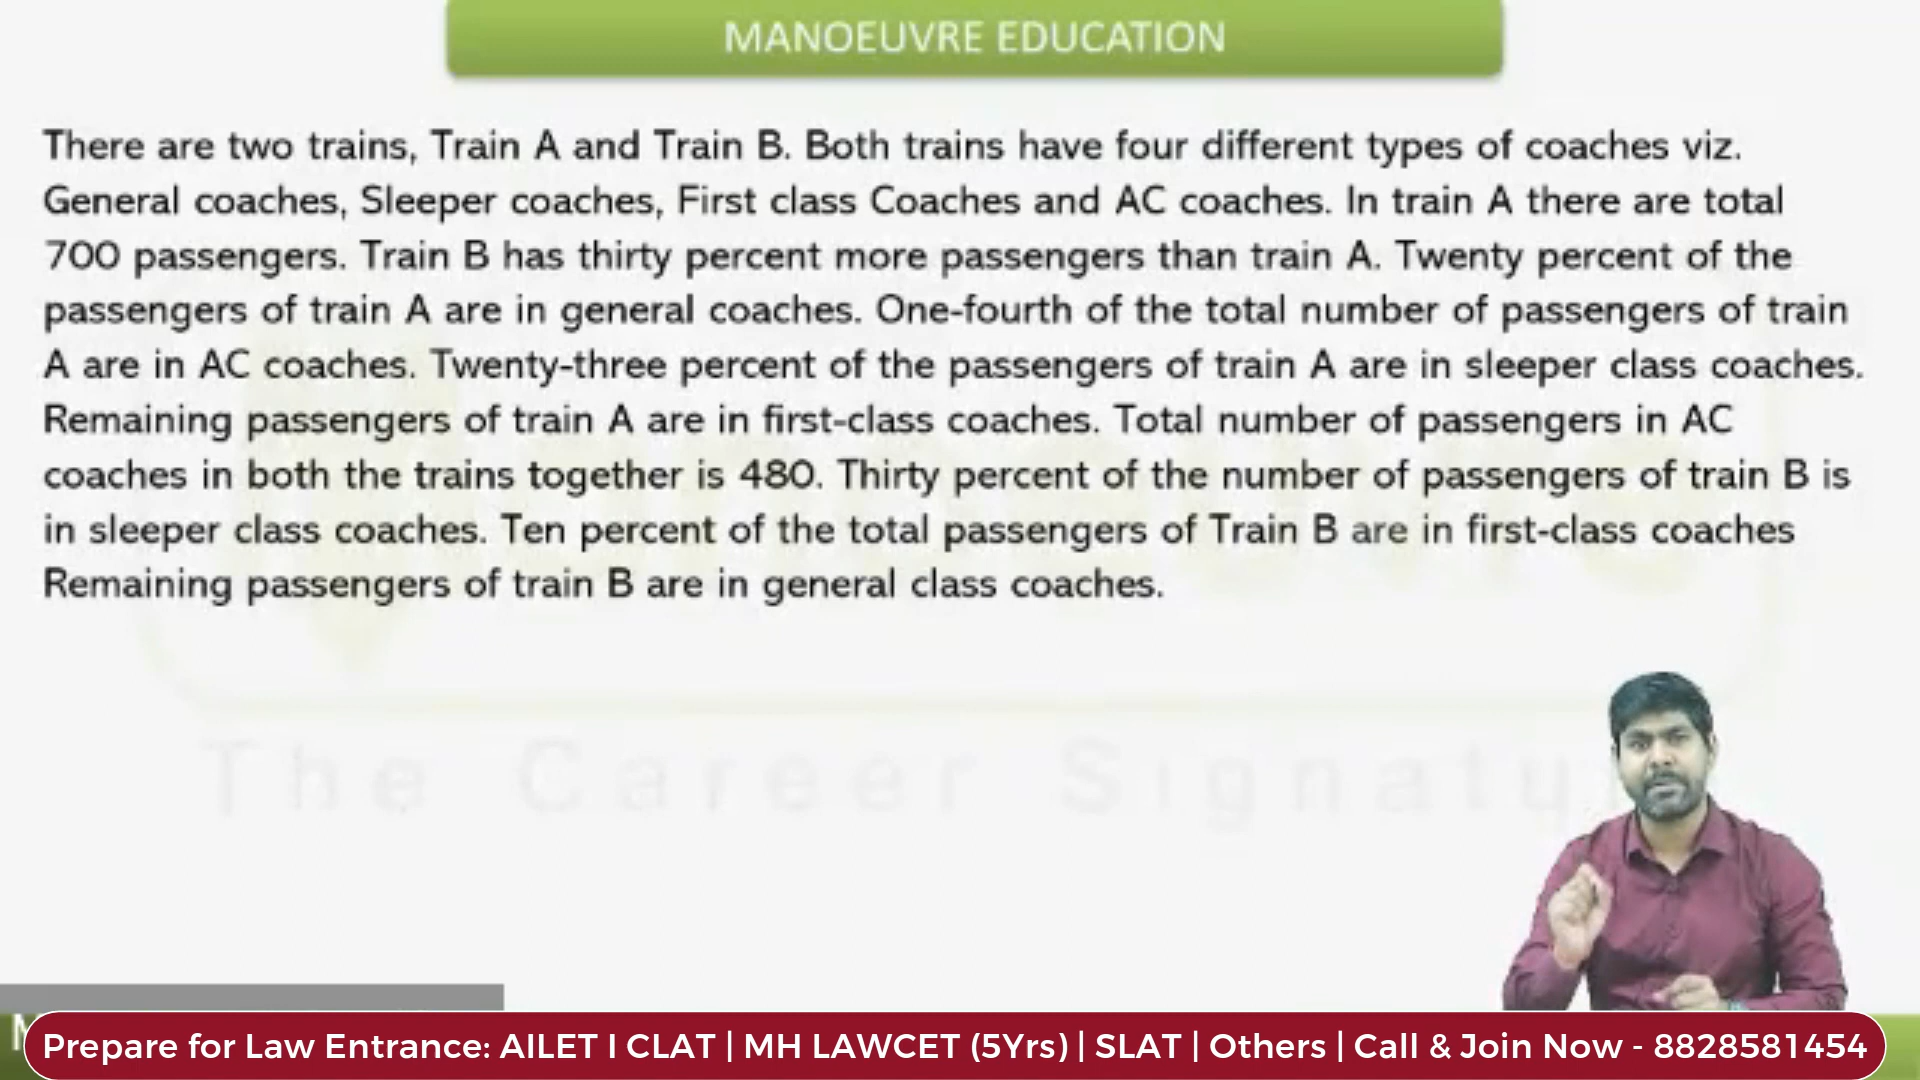 MANOEUVRE EDUCATION
There are two trains, Train A and Train B. Both trains have four different types of coaches viz.
General coaches, Sleeper coaches, First class Coaches and AC coaches. In train A there are total
700 passengers. Train B has thirty percent more passengers than train A. Twenty percent of the
passengers of train A are in general coaches. One-fourth of the total number of passengers of train
A are in AC coaches. Twenty-three percent of the passengers of train A are in sleeper class coaches.
Remaining passengers of train A are in first-class coaches. Total number of passengers in AC
coaches in both the trains together is 480. Thirty percent of the number of passengers of train B is
in sleeper class coaches. Ten percent of the total passengers of Train B are in first-class coaches
Remaining passengers of train B are in general class coaches.
The Career Signatu
Prepare for Law Entrance: AILET I CLAT | MH LAWCET (5Yrs) | SLAT | Others | Call & Join Now - 8828581454